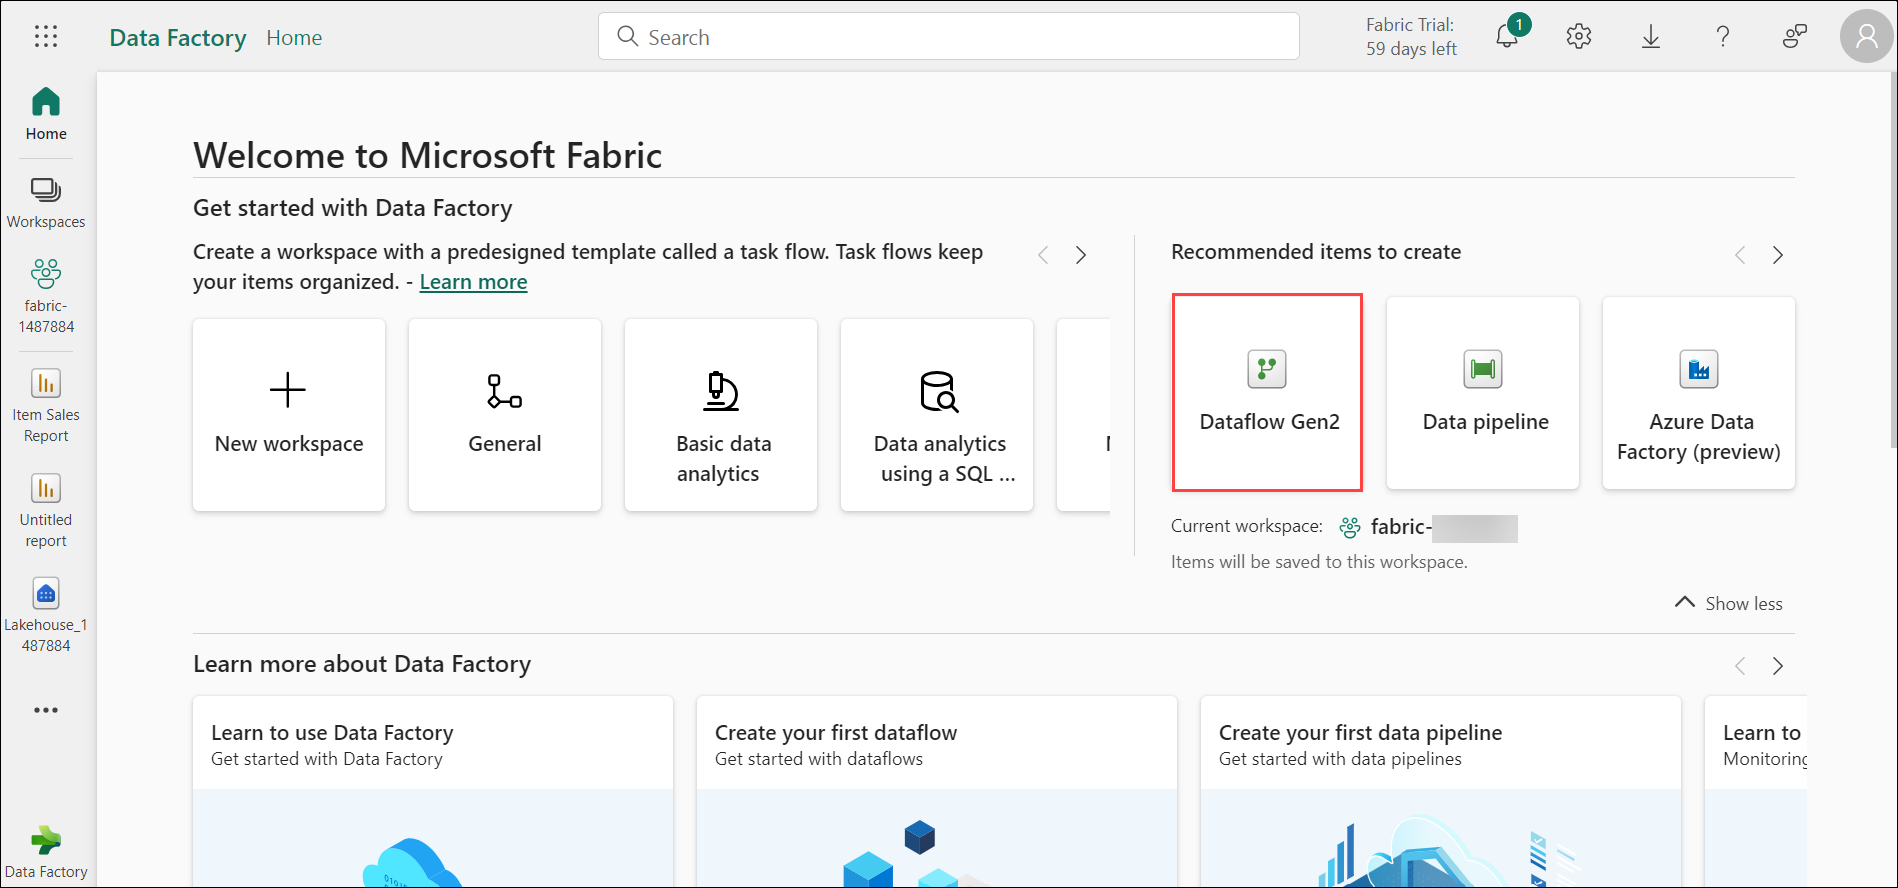 Data Factory Home
Search
Fabric Trial:
59 days left
1
Home
Workspaces
fabric-
1487884
Item Sales
Report
Untitled
report
Lakehouse_1
487884
Data Factory
Welcome to Microsoft Fabric
Get started with Data Factory
Create a workspace with a predesigned template called a task flow. Task flows keep
your items organized. - Learn more
New workspace
General
Basic data
analytics
Data analytics
using a SQL ...
Recommended items to create
Dataflow Gen2
Data pipeline
Azure Data
Factory (preview)
Current workspace: fabric-
Items will be saved to this workspace.
Show less
Learn more about Data Factory
Learn to use Data Factory
Get started with Data Factory
Create your first dataflow
Get started with dataflows
Create your first data pipeline
Get started with data pipelines
Learn to
Monitoring